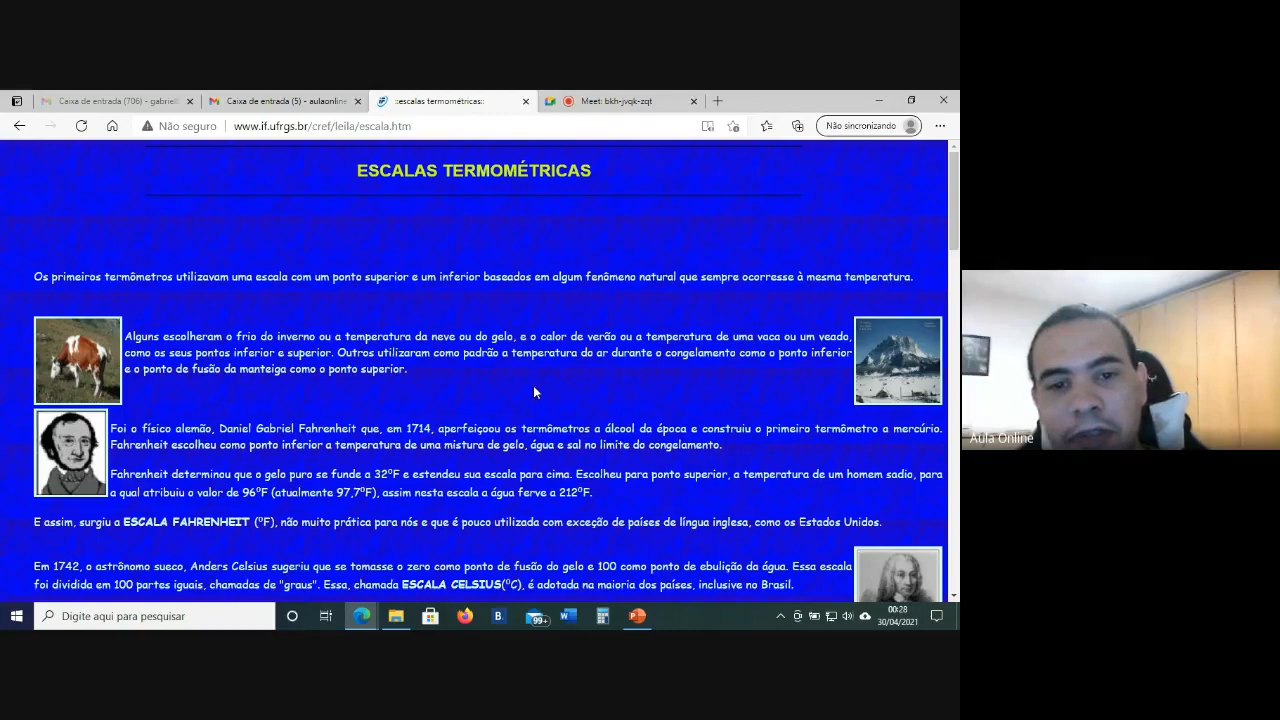 Caixa de entrada (706) - gabriel
Caixa de entrada (5) - aulaonline
::escalas termométricas::
Meet: bkh-jvqk-zqt
Não seguro
www.if.ufrgs.br/cref/leila/escala.htm
Não sincronizando
ESCALAS TERMOMÉTRICAS
Os primeiros termômetros utilizavam uma escala com um ponto superior e um inferior baseados em algum fenômeno natural que sempre ocorresse à mesma temperatura.
Alguns escolheram o frio do inverno ou a temperatura da neve ou do gelo, e o calor de verão ou a temperatura de uma vaca ou um veado,
como os seus pontos inferior e superior. Outros utilizaram como padrão a temperatura do ar durante o congelamento como o ponto inferior
e o ponto de fusão da manteiga como o ponto superior.
Foi o físico alemão, Daniel Gabriel Fahrenheit que, em 1714, aperfeiçoou os termômetros a álcool da época e construiu o primeiro termômetro a mercúrio.
Fahrenheit escolheu como ponto inferior a temperatura de uma mistura de gelo, água e sal no limite do congelamento.
Fahrenheit determinou que o gelo puro se funde a 32ºF e estendeu sua escala para cima. Escolheu para ponto superior, a temperatura de um homem sadio, para
a qual atribuiu o valor de 96ºF (atualmente 97,7ºF), assim nesta escala a água ferve a 212ºF.
E assim, surgiu a ESCALA FAHRENHEIT (ºF), não muito prática para nós e que é pouco utilizada com exceção de países de língua inglesa, como os Estados Unidos.
Em 1742, o astrônomo sueco, Anders Celsius sugeriu que se tomasse o zero como ponto de fusão do gelo e 100 como ponto de ebulição da água. Essa escala
foi dividida em 100 partes iguais, chamadas de "graus". Essa, chamada ESCALA CELSIUS(ºC), é adotada na maioria dos países, inclusive no Brasil.
Aula Online
Digite aqui para pesquisar
B
99+
00:28
30/04/2021